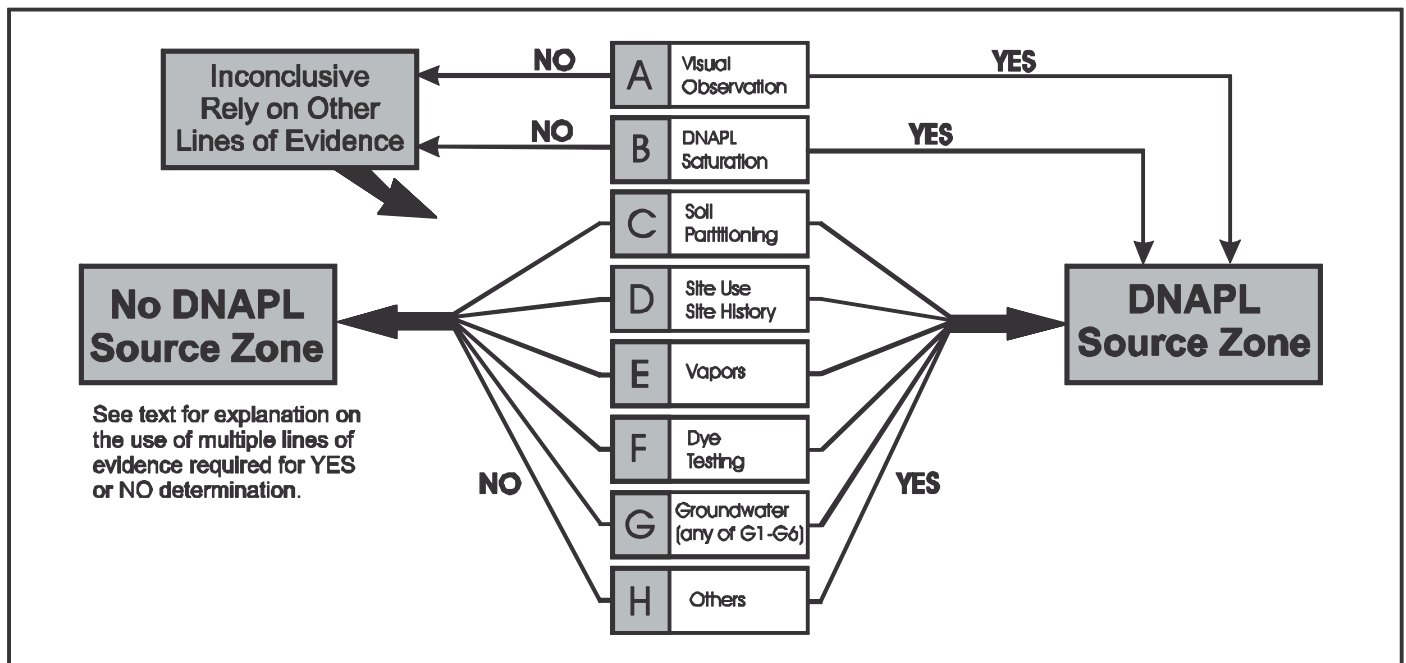 Inconclusive
Rely on Other
Lines of Evidence
NO
NO
A
Visual
Observation
YES
B
DNAPL
Saturation
YES
C
Soil
Partitioning
D
Site Use
Site History
E
Vapors
F
Dye
Testing
G
Groundwater
(any of G1-G6)
H
Others
No DNAPL
Source Zone
See text for explanation on
the use of multiple lines of
evidence required for YES
or NO determination.
NO
YES
DNAPL
Source Zone